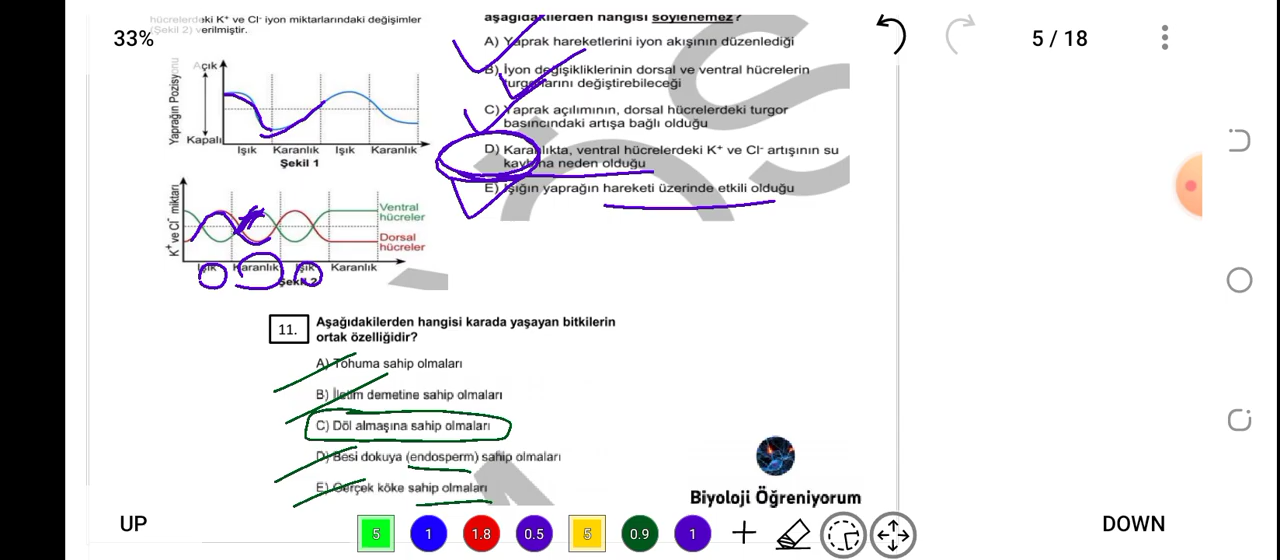 hücrelerdeki K⁺ ve Cl⁻ iyon miktarlarındaki değişimler
(Şekil 2) verilmiştir.
33%
Yaprağın Pozisyonu
Açık
Kapalı
Işık Karanlık Işık Karanlık
Şekil 1
K⁺ ve Cl⁻ miktarı
Ventral
hücreler
Dorsal
hücreler
Işık Karanlık Işık Karanlık
Şekil 2
aşağıdakilerden hangisi söylenemez?
A) Yaprak hareketlerini iyon akışının düzenlediği
B) İyon değişikliklerinin dorsal ve ventral hücrelerin
turgorlarını değiştirebileceği
C) Yaprak açılımının, dorsal hücrelerdeki turgor
basıncındaki artışa bağlı olduğu
D) Karanlıkta, ventral hücrelerdeki K⁺ ve Cl⁻ artışının su
kaybına neden olduğu
E) Işığın yaprağın hareketi üzerinde etkili olduğu
5 / 18
11.
Aşağıdakilerden hangisi karada yaşayan bitkilerin
ortak özelliğidir?
A) Tohuma sahip olmaları
B) İletim demetine sahip olmaları
C) Döl almaşına sahip olmaları
D) Besi dokuya (endosperm) sahip olmaları
E) Gerçek köke sahip olmaları
Biyoloji Öğreniyorum
UP
5 1 1.8 0.5 5 0.9 1
DOWN